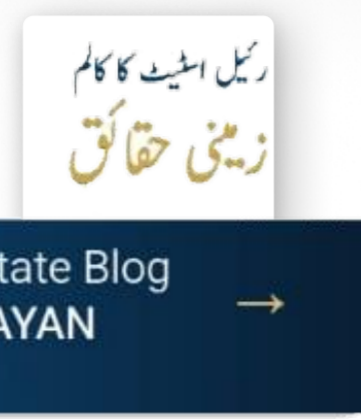 رئیل اسٹیٹ کا کالم
زمینی حقائق
tate Blog
AYAN
→